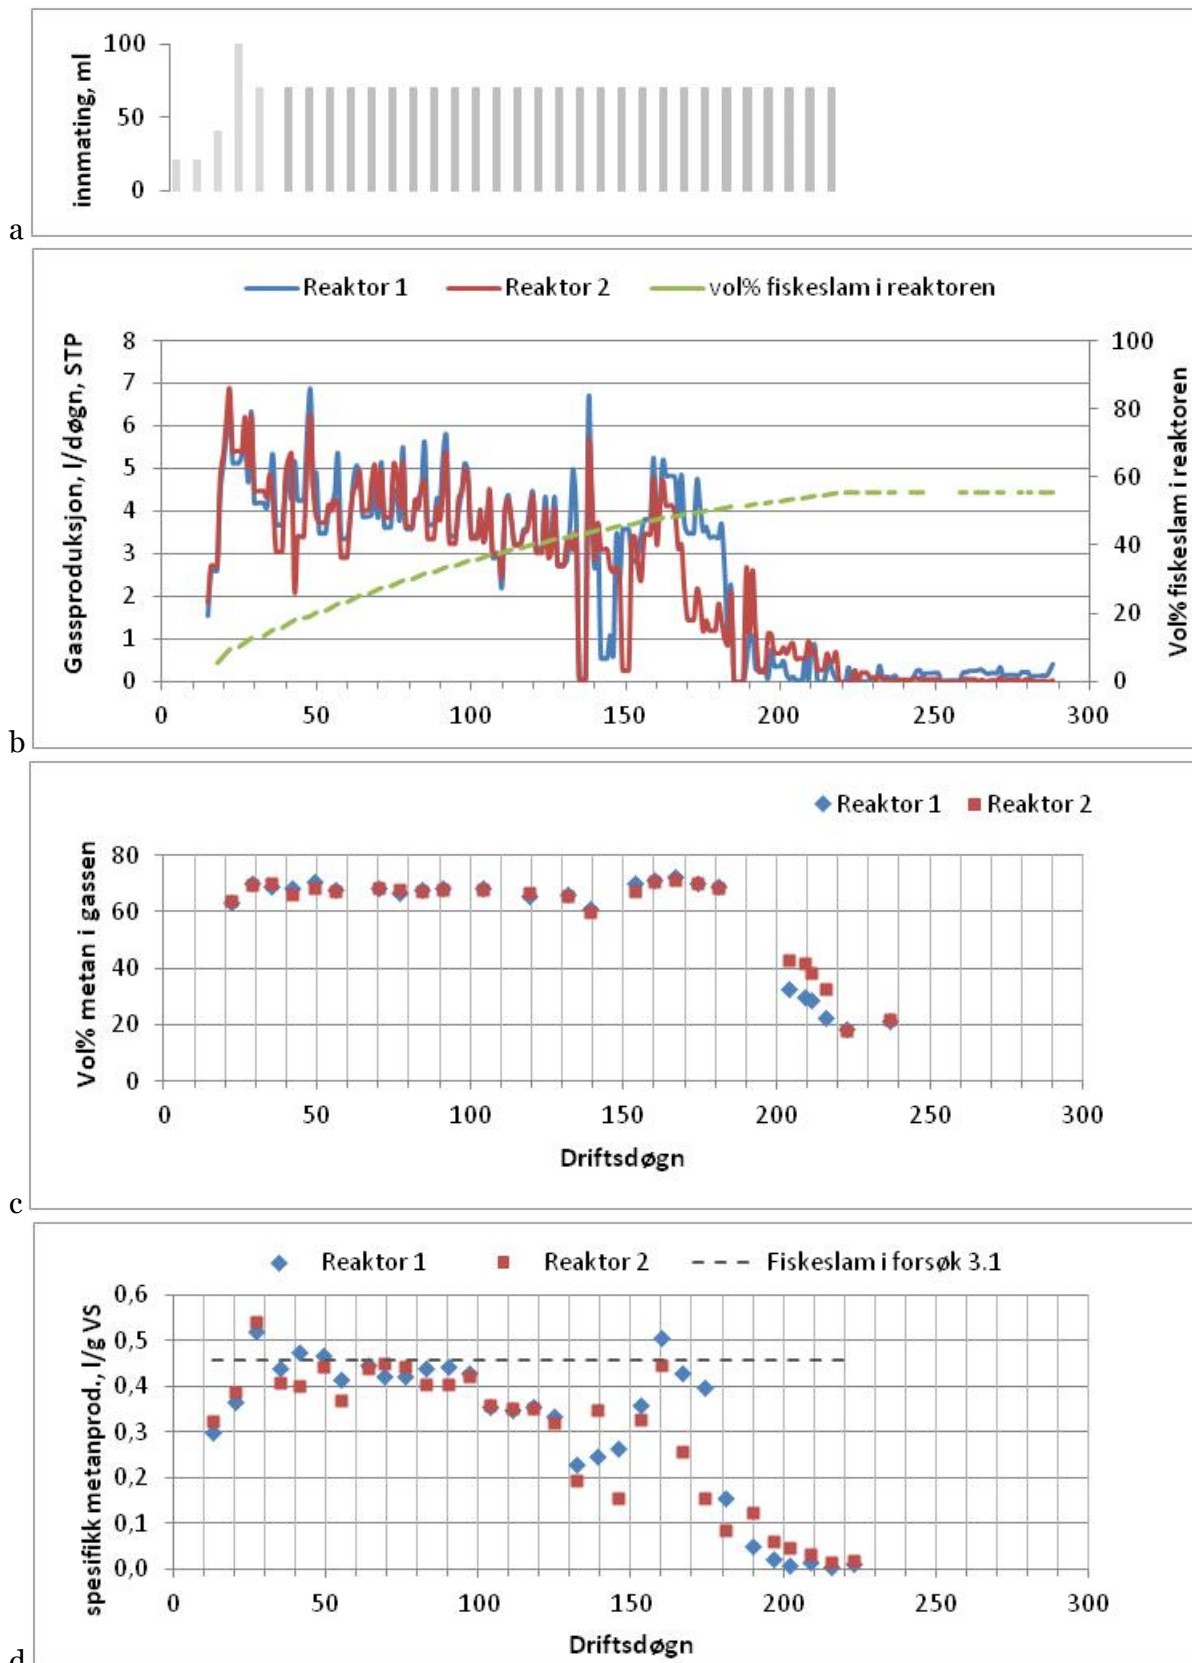 innmating, ml
100
50
0
a
Reaktor 1 Reaktor 2 vol% fiskeslam i reaktoren
Gassproduksjon, l/døgn, STP
8
7
6
5
4
3
2
1
0
100
80
60
40
20
0
Vol% fiskeslam i reaktoren
0 50 100 150 200 250 300
b
Reaktor 1 Reaktor 2
Vol% metan i gassen
80
60
40
20
0
0 50 100 150 200 250 300
Driftsdøgn
c
Reaktor 1 Reaktor 2 Fiskeslam i forsøk 3.1
spesifikk metanprod., l/g VS
0,6
0,5
0,4
0,3
0,2
0,1
0,0
0 50 100 150 200 250 300
Driftsdøgn
d